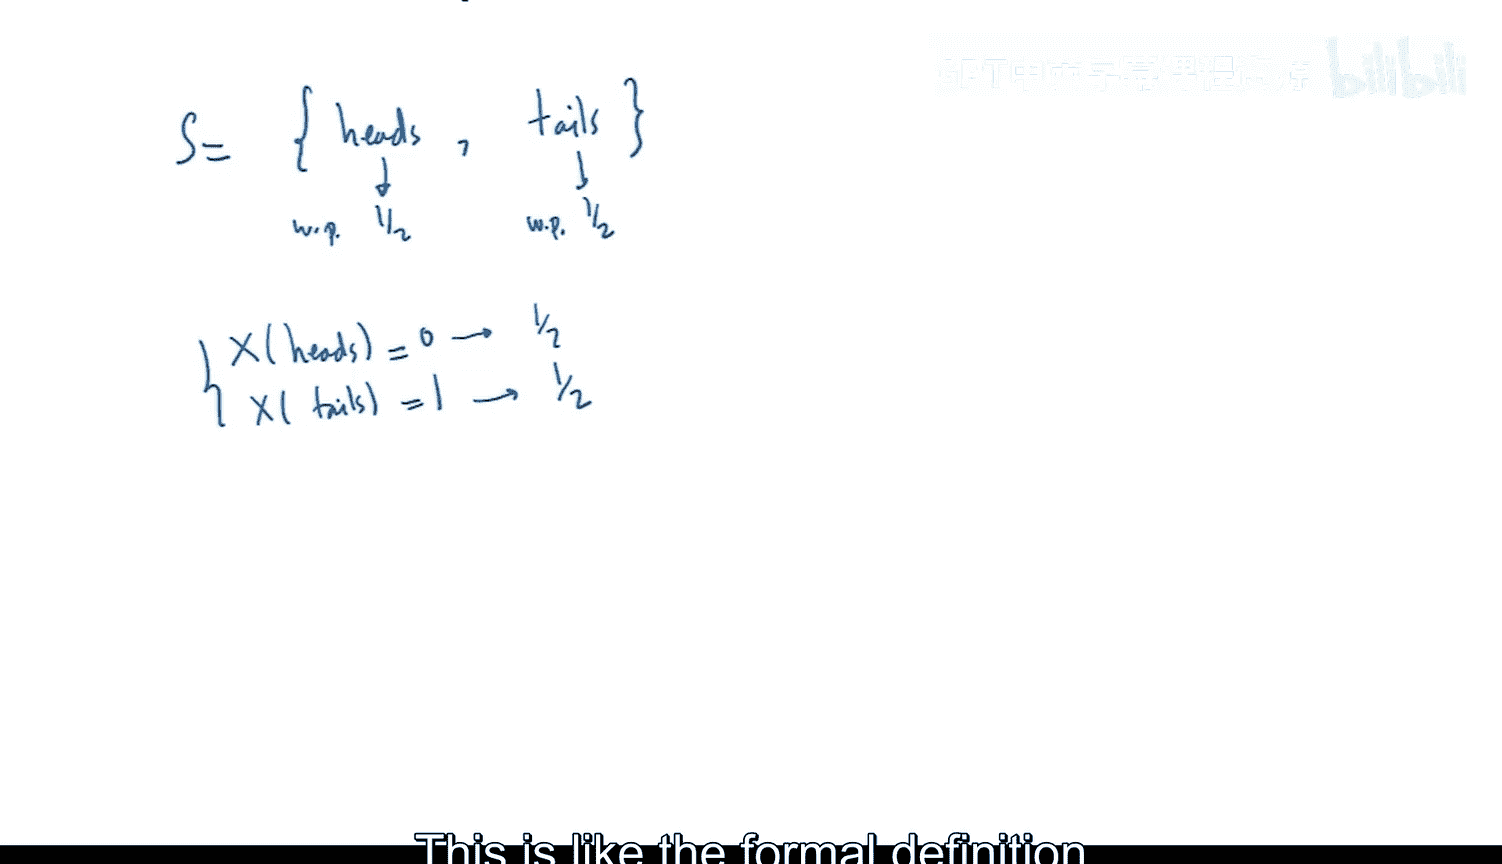 S = { heads , tails }
w.p. 1/2 w.p. 1/2
X(heads) = 0 → 1/2
X(tails) = 1 → 1/2
bilibili
This is like the formal definition